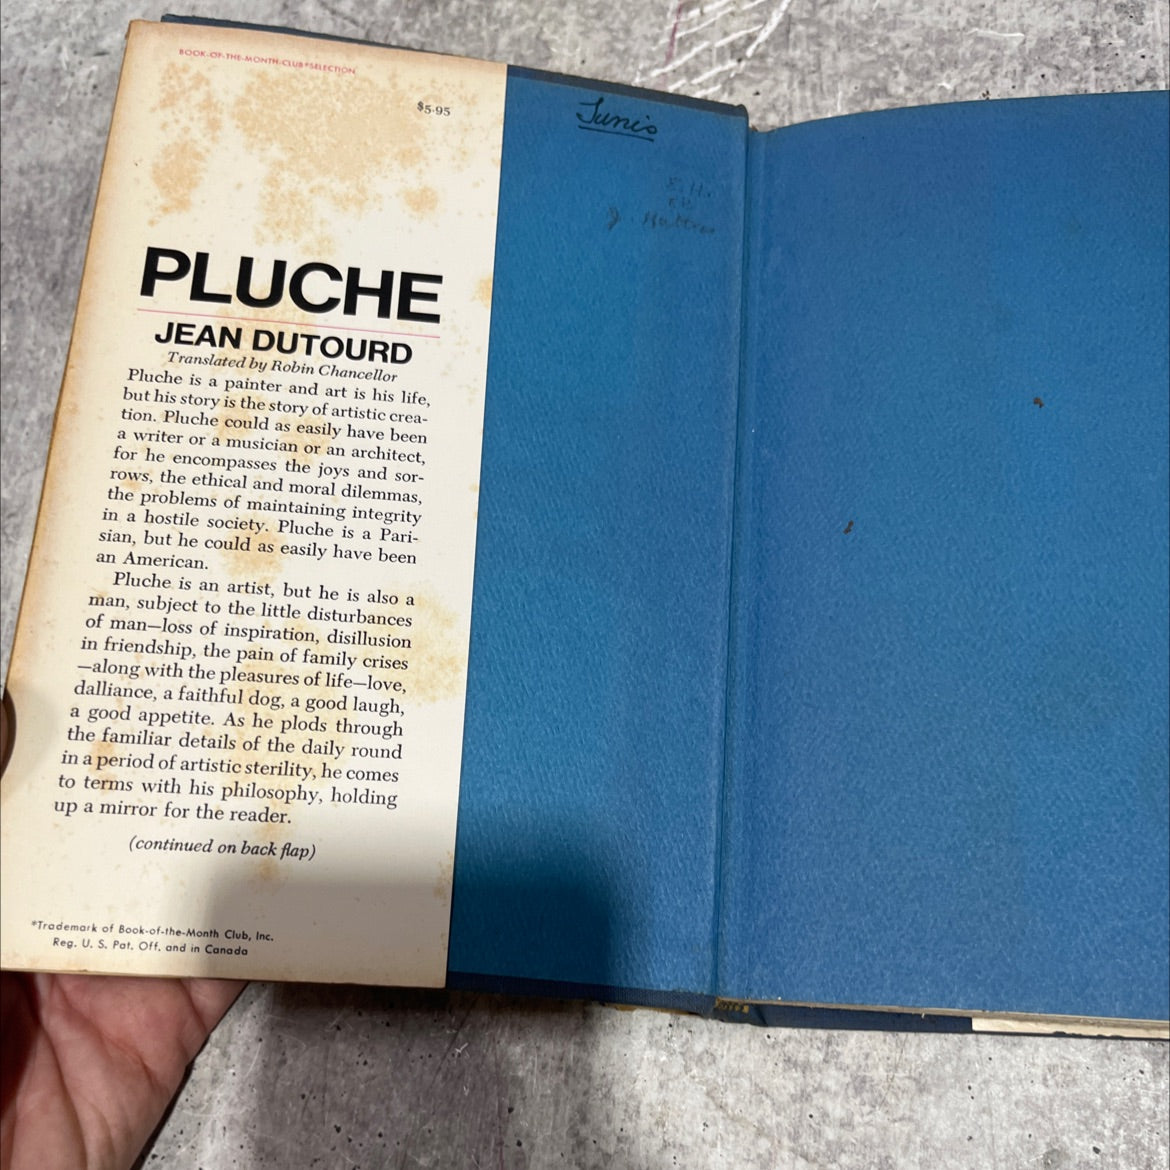 BOOK-OF-THE-MONTH-CLUB*SELECTION
$5.95
PLUCHE
JEAN DUTOURD
Translated by Robin Chancellor
Pluche is a painter and art is his life,
but his story is the story of artistic crea-
tion. Pluche could as easily have been
a writer or a musician or an architect,
for he encompasses the joys and sor-
rows, the ethical and moral dilemmas,
the problems of maintaining integrity
in a hostile society. Pluche is a Pari-
sian, but he could as easily have been
an American.
Pluche is an artist, but he is also a
man, subject to the little disturbances
of man—loss of inspiration, disillusion
in friendship, the pain of family crises
—along with the pleasures of life—love,
dalliance, a faithful dog, a good laugh,
a good appetite. As he plods through
the familiar details of the daily round
in a period of artistic sterility, he comes
to terms with his philosophy, holding
up a mirror for the reader.
(continued on back flap)
*Trademark of Book-of-the-Month Club, Inc.
Reg. U. S. Pat. Off. and in Canada